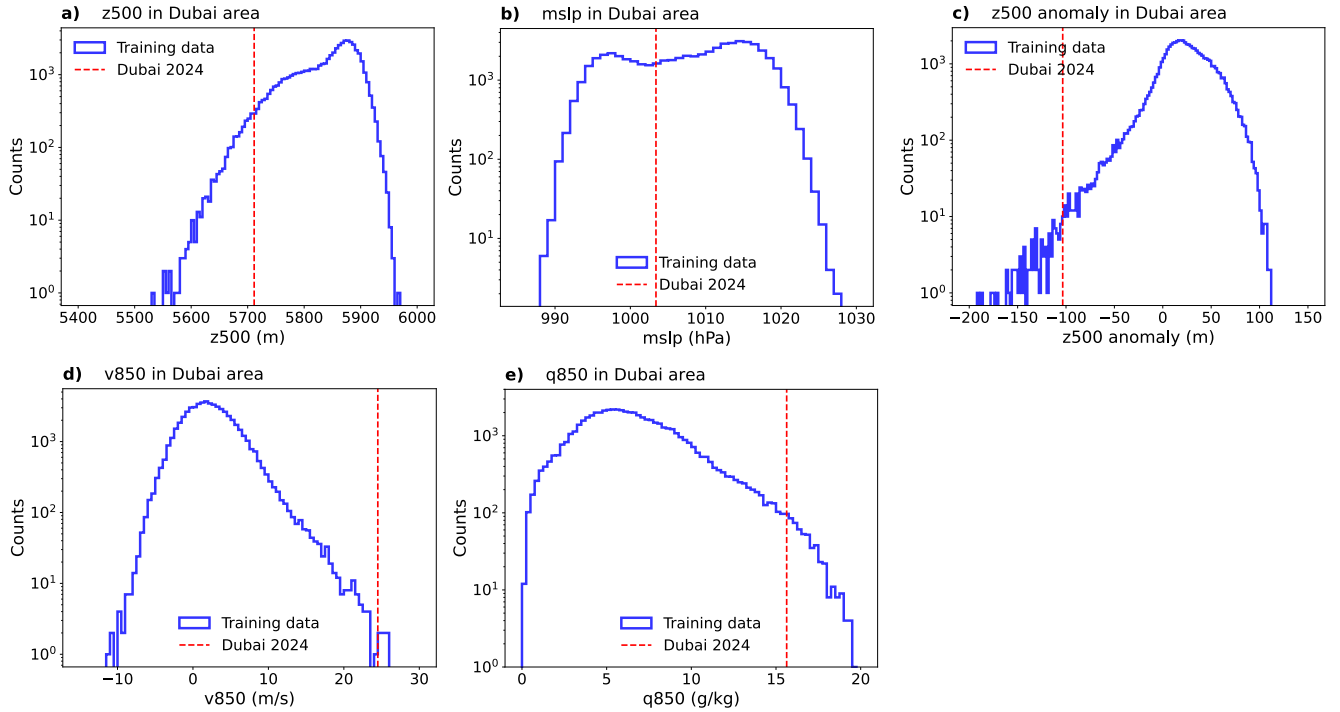 a) z500 in Dubai area
Counts
10³
10²
10¹
10⁰
Training data
Dubai 2024
5400 5500 5600 5700 5800 5900 6000
z500 (m)
b) mslp in Dubai area
Counts
10³
10²
10¹
Training data
Dubai 2024
990 1000 1010 1020 1030
mslp (hPa)
c) z500 anomaly in Dubai area
Counts
10³
10²
10¹
10⁰
Training data
Dubai 2024
−200 −150 −100 −50 0 50 100 150
z500 anomaly (m)
d) v850 in Dubai area
Counts
10³
10²
10¹
10⁰
Training data
Dubai 2024
−10 0 10 20 30
v850 (m/s)
e) q850 in Dubai area
Counts
10³
10²
10¹
10⁰
Training data
Dubai 2024
0 5 10 15 20
q850 (g/kg)